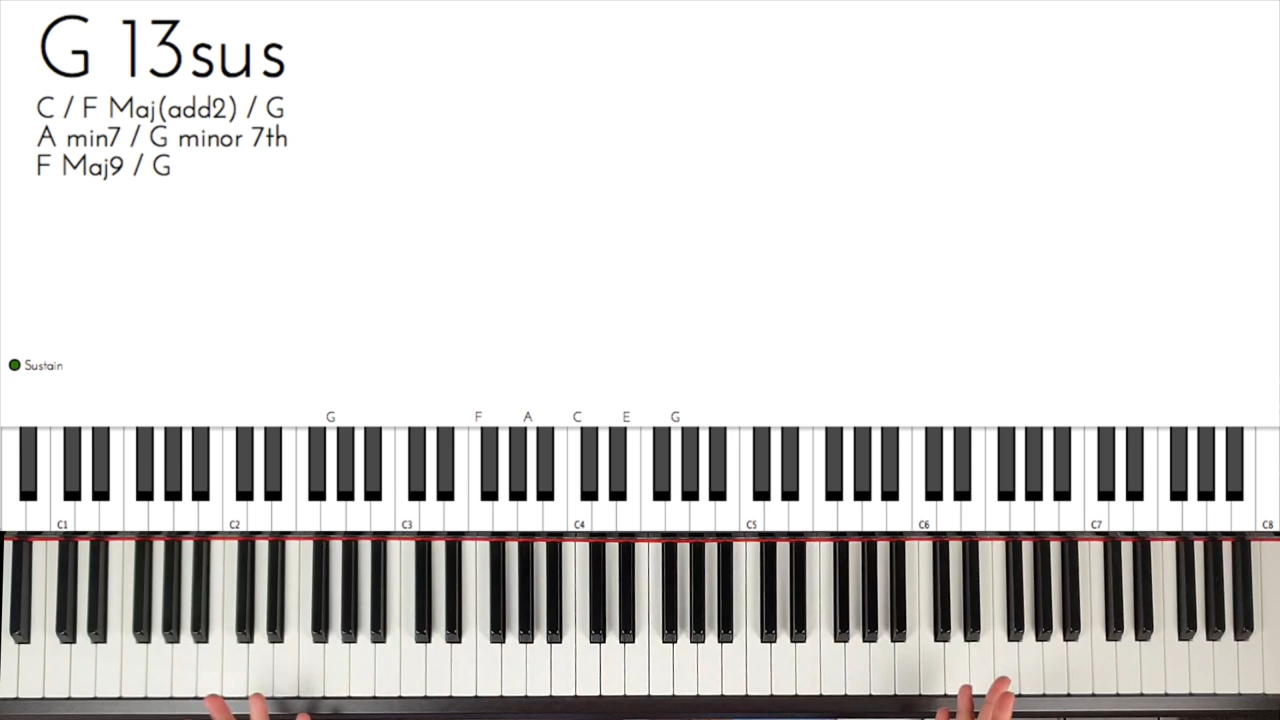 G 13sus
C / F Maj(add2) / G
A min7 / G minor 7th
F Maj9 / G
Sustain
G F A C E G
C1 C2 C3 C4 C5 C6 C7 C8